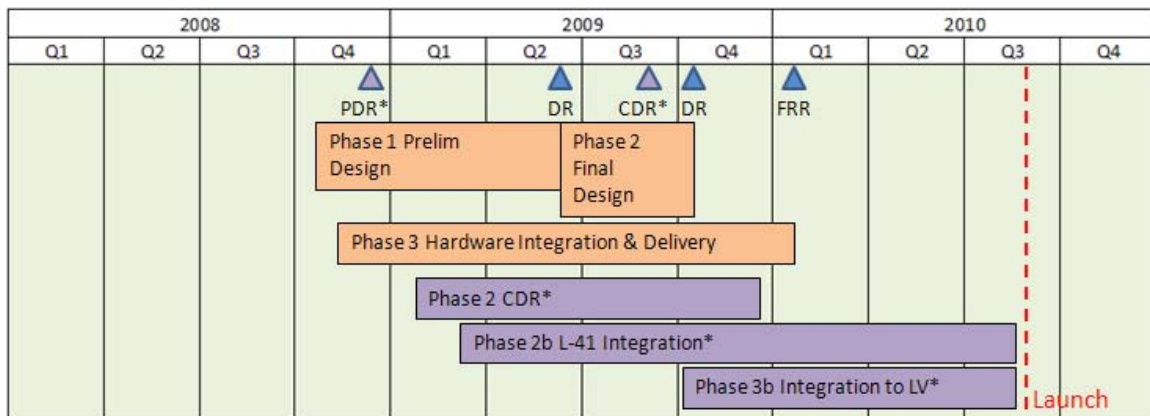 2008 2009 2010
Q1 Q2 Q3 Q4 Q1 Q2 Q3 Q4 Q1 Q2 Q3 Q4
PDR* DR CDR* DR FRR
Phase 1 Prelim
Design
Phase 2
Final
Design
Phase 3 Hardware Integration & Delivery
Phase 2 CDR*
Phase 2b L-41 Integration*
Phase 3b Integration to LV*
Launch